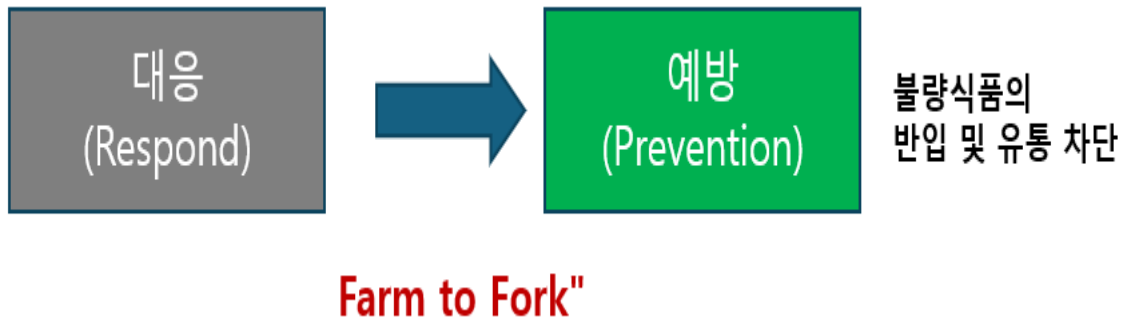 대응
(Respond)
예방
(Prevention)
불량식품의
반입 및 유통 차단
Farm to Fork"